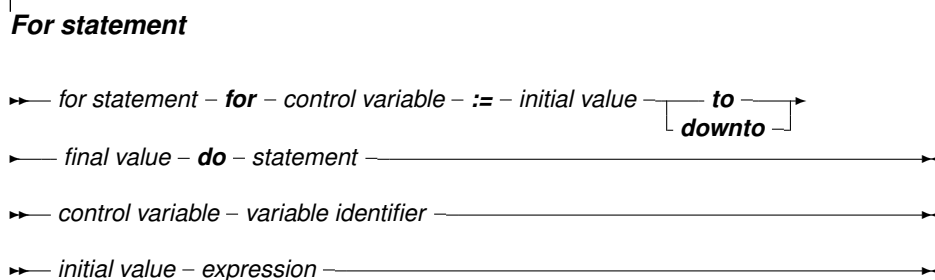 For statement
for statement – for – control variable – := – initial value – to
downto
final value – do – statement
control variable – variable identifier
initial value – expression